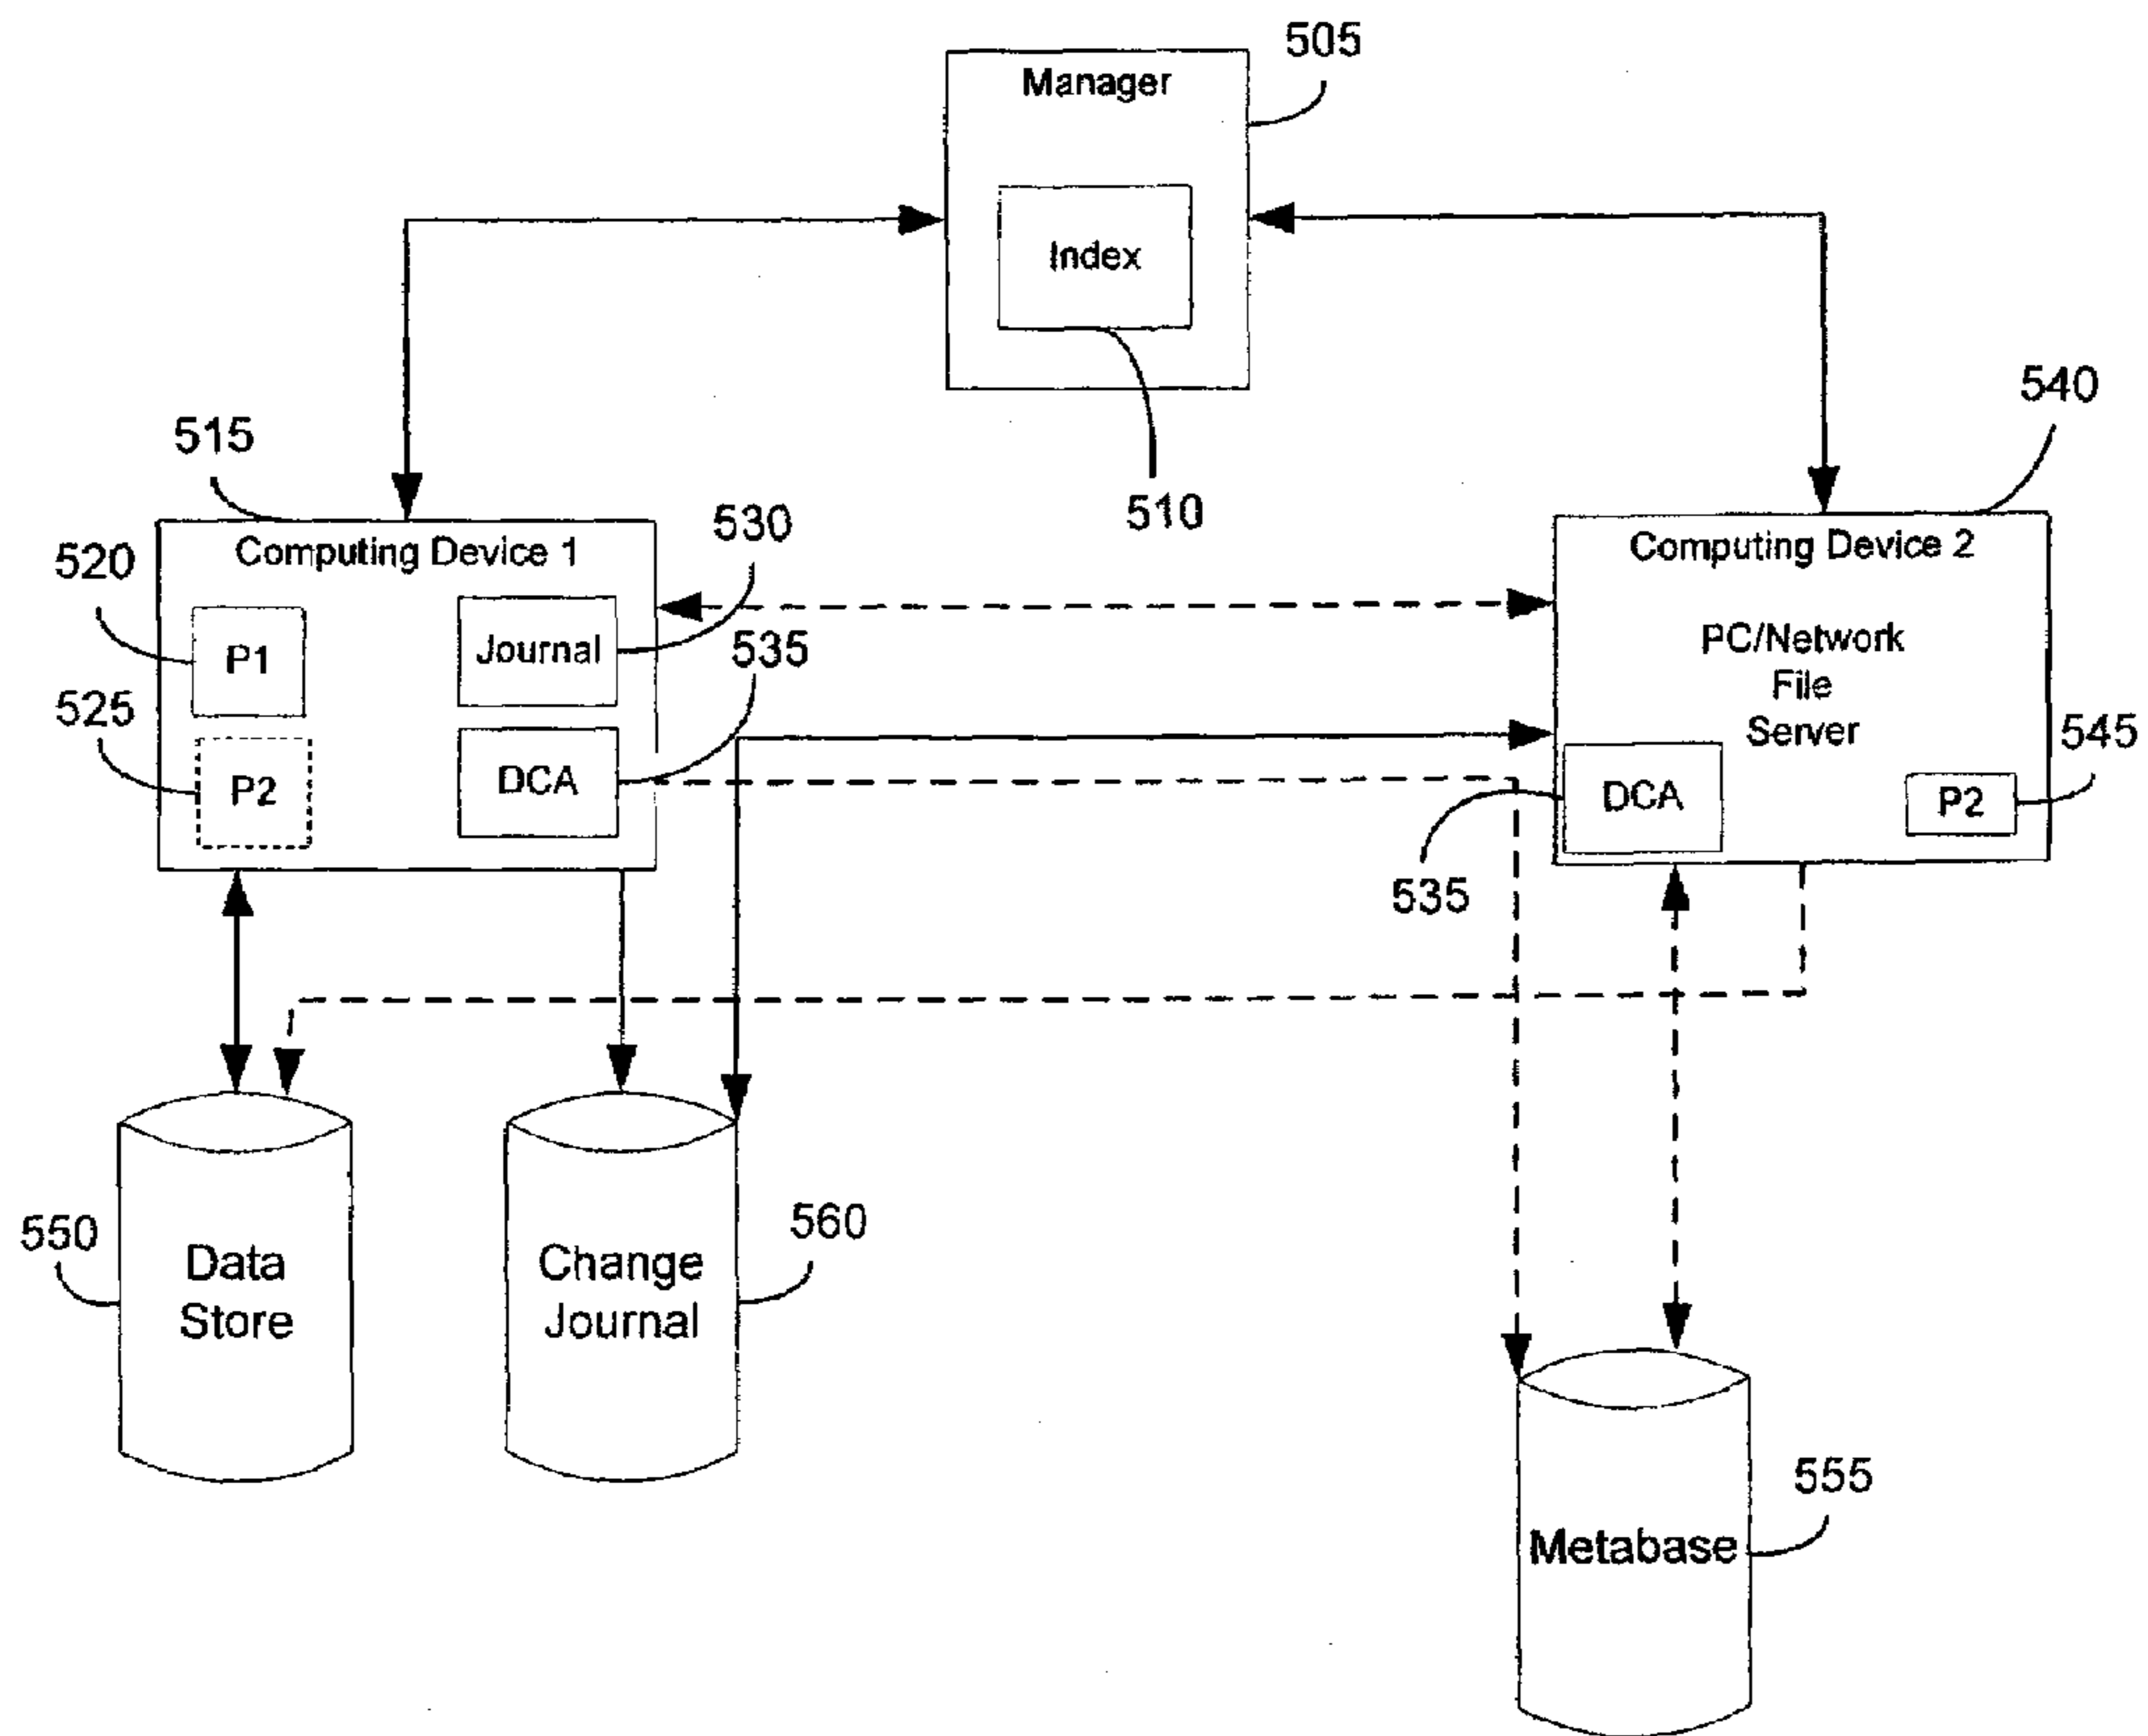 505
Manager
Index
510
540
515
530
520
Computing Device 1
Computing Device 2
P1
Journal
535
PC/Network
File
Server
525
P2
DCA
DCA
P2
545
535
550
Data
Store
Change
Journal
560
555
Metabase